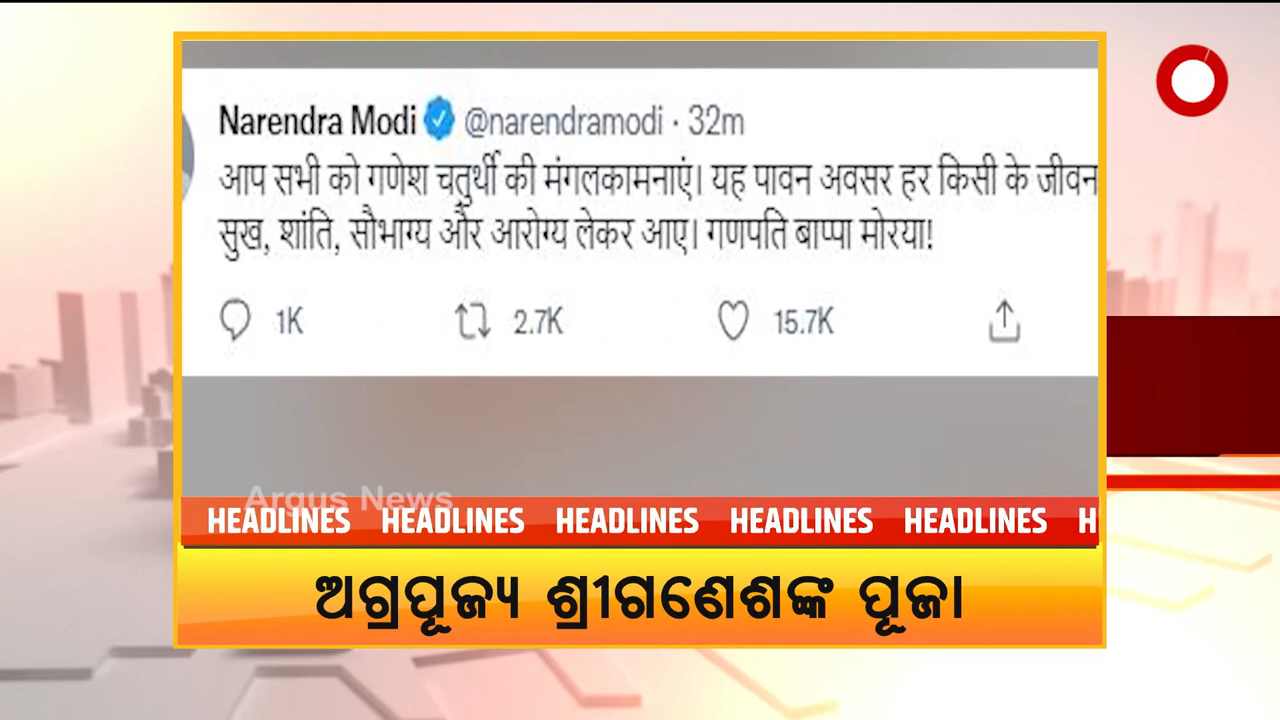 Narendra Modi @narendramodi · 32m
आप सभी को गणेश चतुर्थी की मंगलकामनाएं। यह पावन अवसर हर किसी के जीवन
सुख, शांति, सौभाग्य और आरोग्य लेकर आए। गणपति बाप्पा मोरया!
1K 2.7K 15.7K
Argus News
HEADLINES HEADLINES HEADLINES HEADLINES HEADLINES H
ଅଗ୍ରପୂଜ୍ୟ ଶ୍ରୀଗଣେଶଙ୍କ ପୂଜା